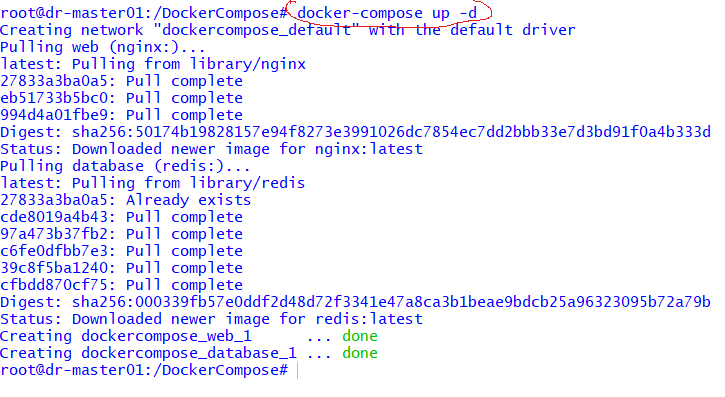 root@dr-master01:/DockerCompose# docker-compose up -d
Creating network "dockercompose_default" with the default driver
Pulling web (nginx:)...
latest: Pulling from library/nginx
27833a3ba0a5: Pull complete
eb51733b5bc0: Pull complete
994d4a01fbe9: Pull complete
Digest: sha256:50174b19828157e94f8273e3991026dc7854ec7dd2bbb33e7d3bd91f0a4b333d
Status: Downloaded newer image for nginx:latest
Pulling database (redis:)...
latest: Pulling from library/redis
27833a3ba0a5: Already exists
cde8019a4b43: Pull complete
97a473b37fb2: Pull complete
c6fe0dfbb7e3: Pull complete
39c8f5ba1240: Pull complete
cfbdd870cf75: Pull complete
Digest: sha256:000339fb57e0ddf2d48d72f3341e47a8ca3b1beae9bdcb25a96323095b72a79b
Status: Downloaded newer image for redis:latest
Creating dockercompose_web_1      ... done
Creating dockercompose_database_1 ... done
root@dr-master01:/DockerCompose#